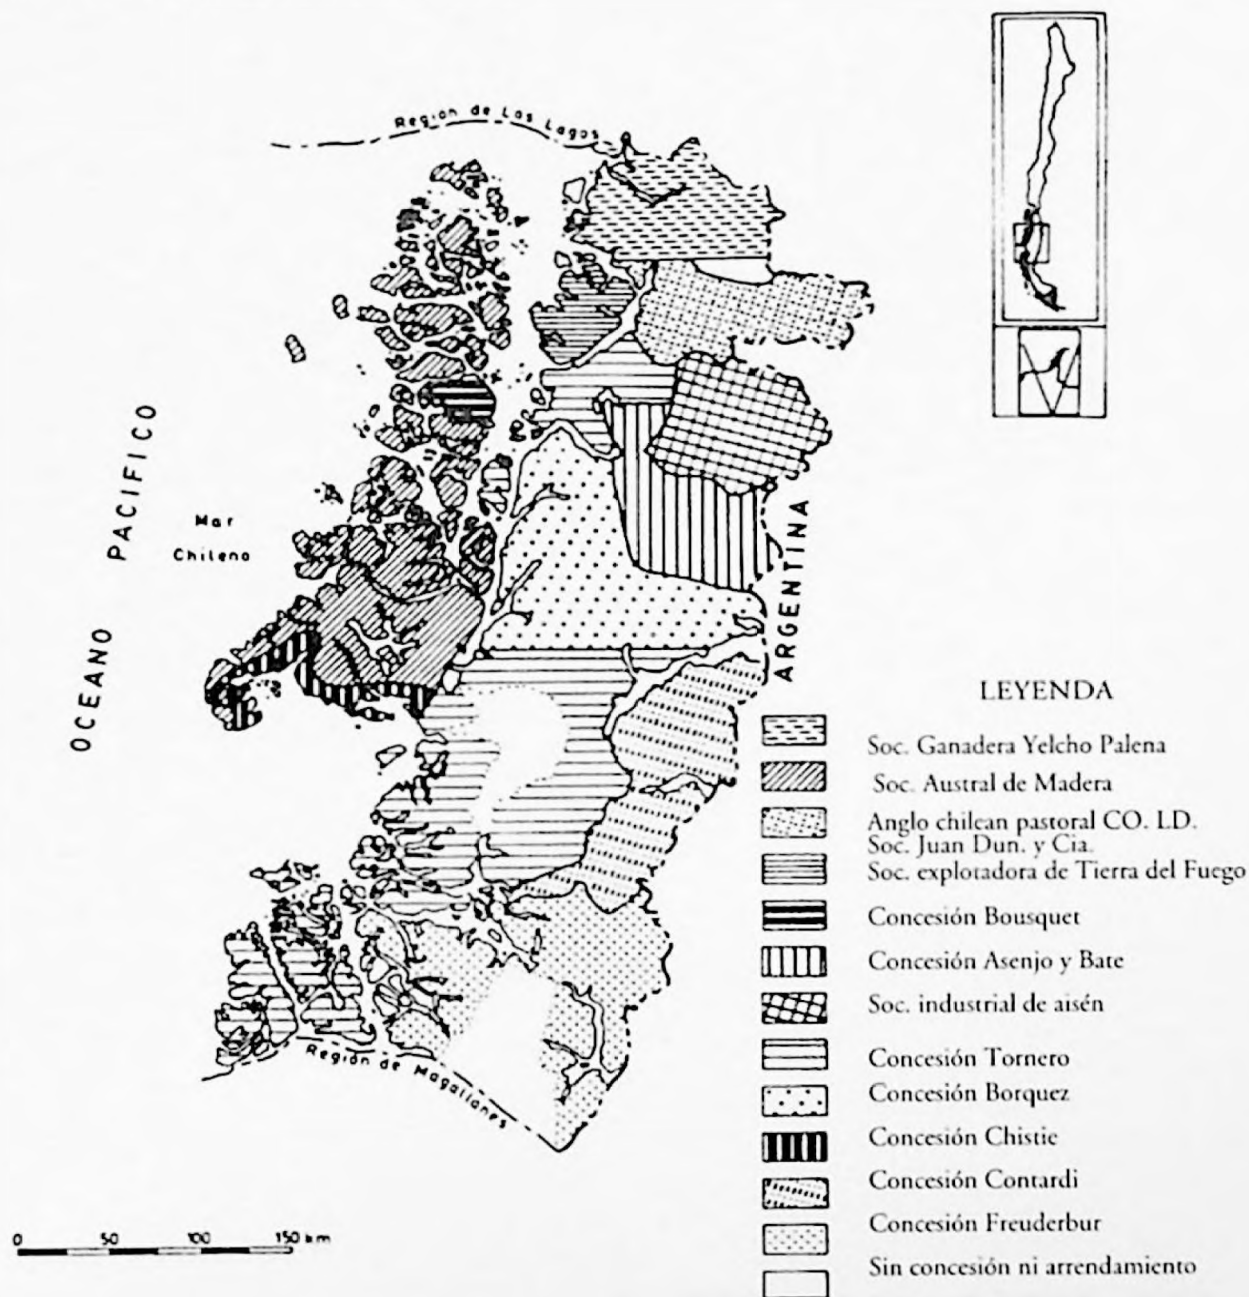 Región de Los Lagos
OCEANO PACIFICO
Mar
Chileno
ARGENTINA
Región de Magallanes
0 50 100 150 km
LEYENDA
Soc. Ganadera Yelcho Palena
Soc. Austral de Madera
Anglo chilean pastoral CO. LD.
Soc. Juan Dun. y Cia.
Soc. explotadora de Tierra del Fuego
Concesión Bousquet
Concesión Asenjo y Bate
Soc. industrial de aisén
Concesión Tornero
Concesión Borquez
Concesión Chistie
Concesión Contardi
Concesión Freuderbur
Sin concesión ni arrendamiento